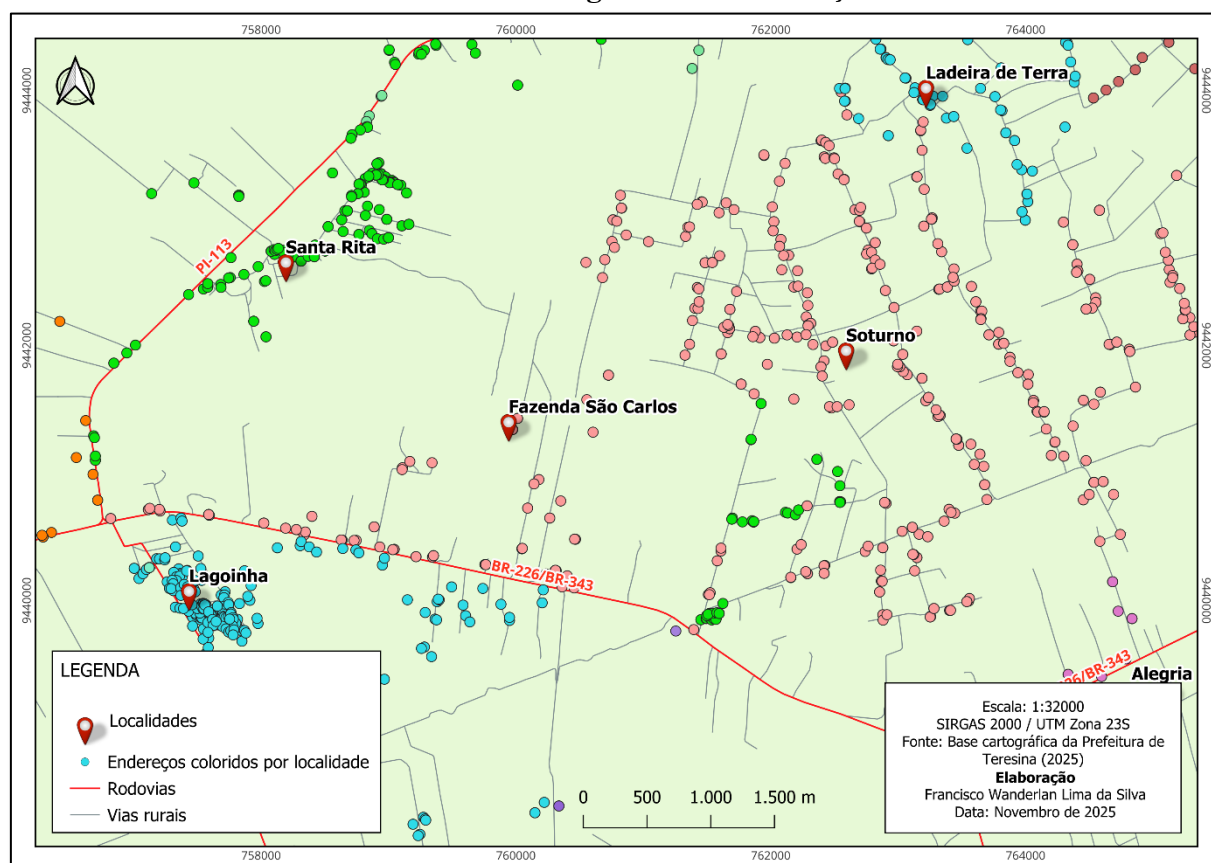 758000
760000
762000
764000
9444000
9444000
Ladeira de Terra
Santa Rita
PI-113
9442000
9442000
Soturno
Fazenda São Carlos
BR-226/BR-343
Lagoinha
9440000
9440000
LEGENDA
Localidades
Endereços coloridos por localidade
Rodovias
Vias rurais
0 500 1.000 1.500 m
26/BR-343
Alegria
Escala: 1:32000
SIRGAS 2000 / UTM Zona 23S
Fonte: Base cartográfica da Prefeitura de
Teresina (2025)
Elaboração
Francisco Wanderlan Lima da Silva
Data: Novembro de 2025
758000
760000
762000
764000